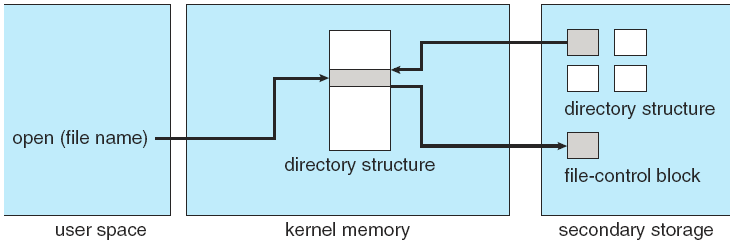 open (file name)
directory structure
directory structure
file-control block
user space
kernel memory
secondary storage